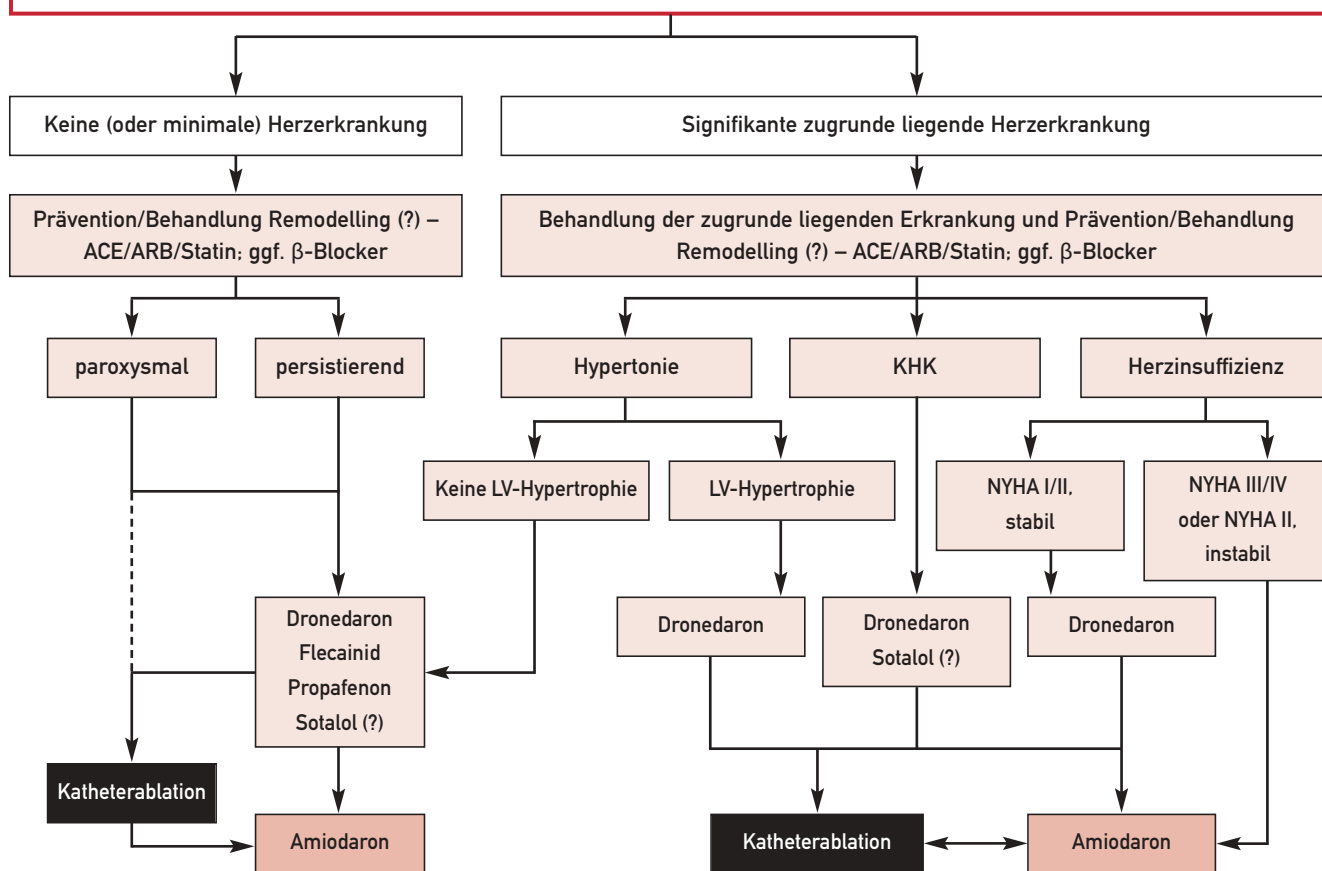 Keine (oder minimale) Herzerkrankung
Signifikante zugrunde liegende Herzerkrankung
Prävention/Behandlung Remodelling (?) –
ACE/ARB/Statin; ggf. β-Blocker
Behandlung der zugrunde liegenden Erkrankung und Prävention/Behandlung
Remodelling (?) – ACE/ARB/Statin; ggf. β-Blocker
paroxysmal
persistierend
Hypertonie
KHK
Herzinsuffizienz
Keine LV-Hypertrophie
LV-Hypertrophie
NYHA I/II,
stabil
NYHA III/IV
oder NYHA II,
instabil
Dronedaron
Flecainid
Propafenon
Sotalol (?)
Dronedaron
Dronedaron
Sotalol (?)
Dronedaron
Katheterablation
Amiodaron
Katheterablation
Amiodaron